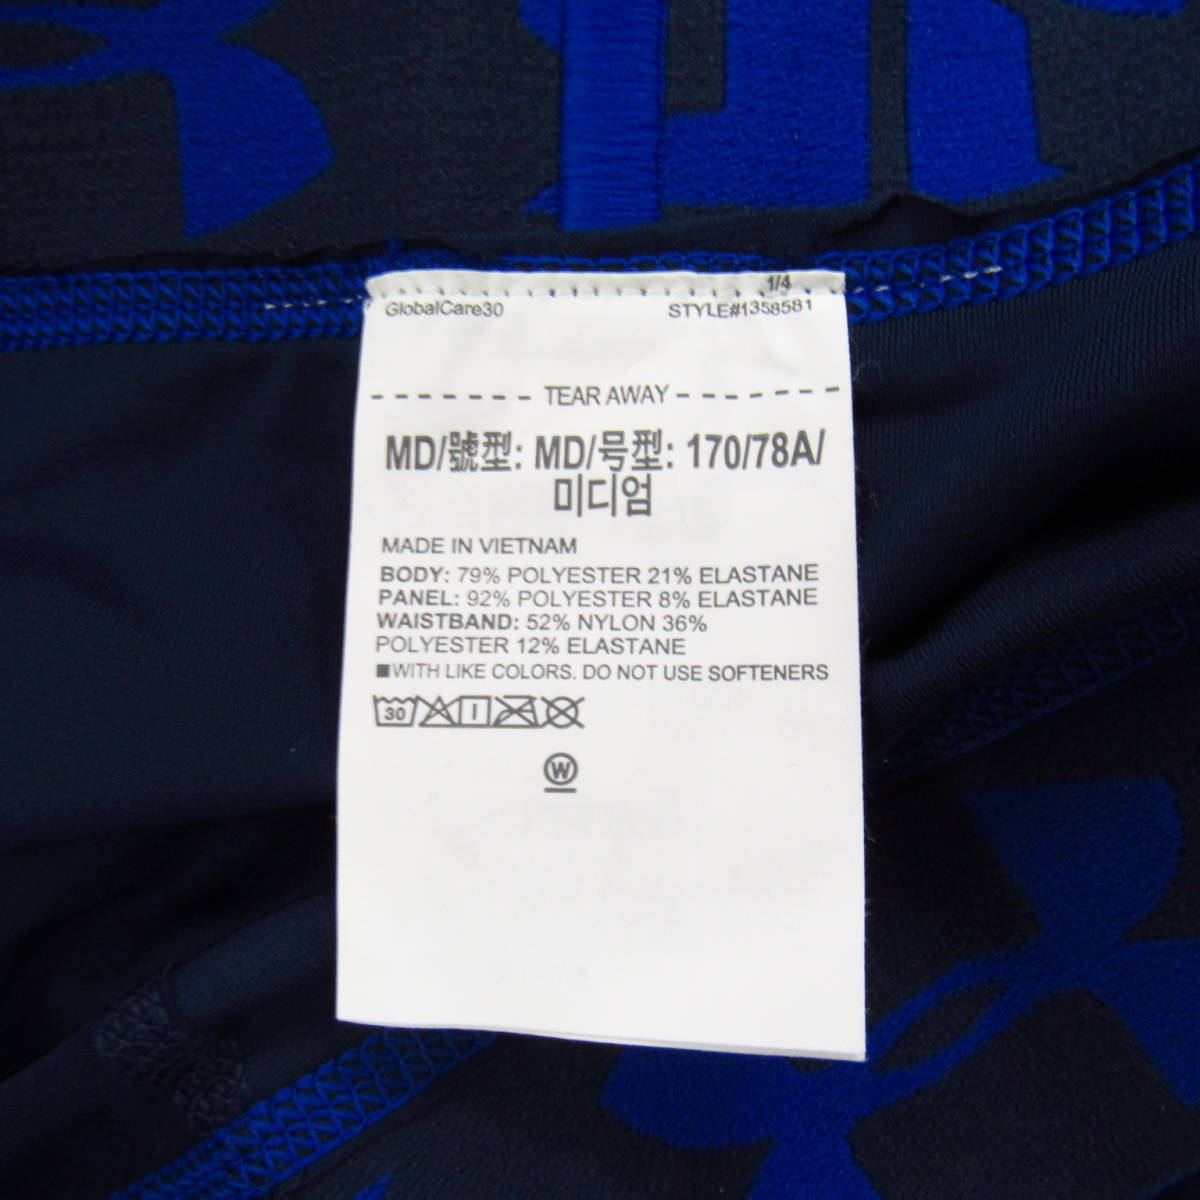 1/4
GlobalCare30 STYLE#1358581
TEAR AWAY
MD/號型: MD/号型: 170/78A/
미디엄
MADE IN VIETNAM
BODY: 79% POLYESTER 21% ELASTANE
PANEL: 92% POLYESTER 8% ELASTANE
WAISTBAND: 52% NYLON 36%
POLYESTER 12% ELASTANE
■WITH LIKE COLORS. DO NOT USE SOFTENERS
30
W